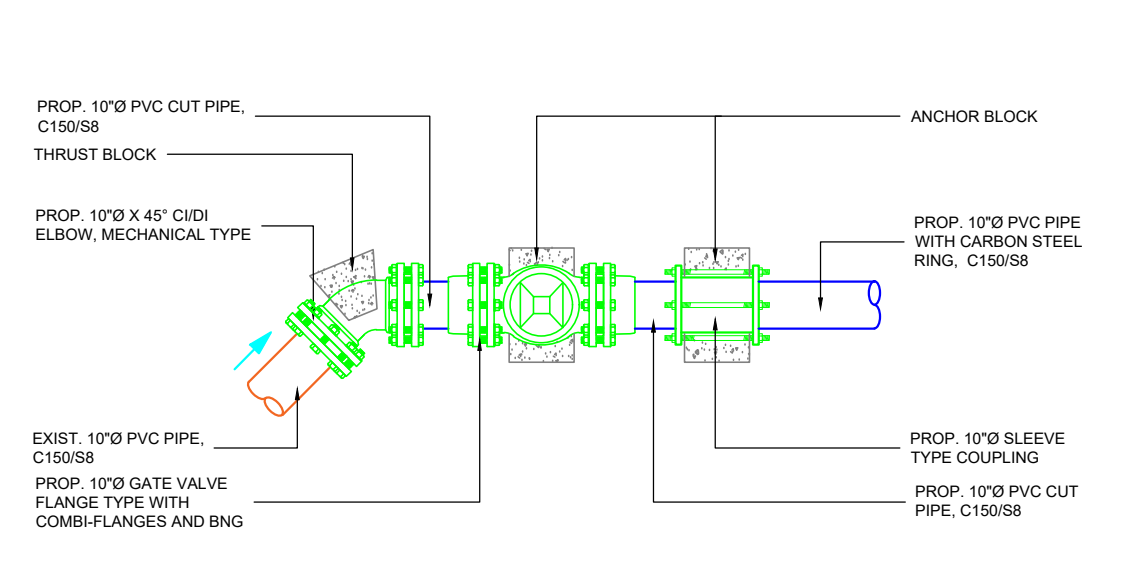 PROP. 10"Ø PVC CUT PIPE,
C150/S8
THRUST BLOCK
PROP. 10"Ø X 45° CI/DI
ELBOW, MECHANICAL TYPE
EXIST. 10"Ø PVC PIPE,
C150/S8
PROP. 10"Ø GATE VALVE
FLANGE TYPE WITH
COMBI-FLANGES AND BNG
ANCHOR BLOCK
PROP. 10"Ø PVC PIPE
WITH CARBON STEEL
RING, C150/S8
PROP. 10"Ø SLEEVE
TYPE COUPLING
PROP. 10"Ø PVC CUT
PIPE, C150/S8